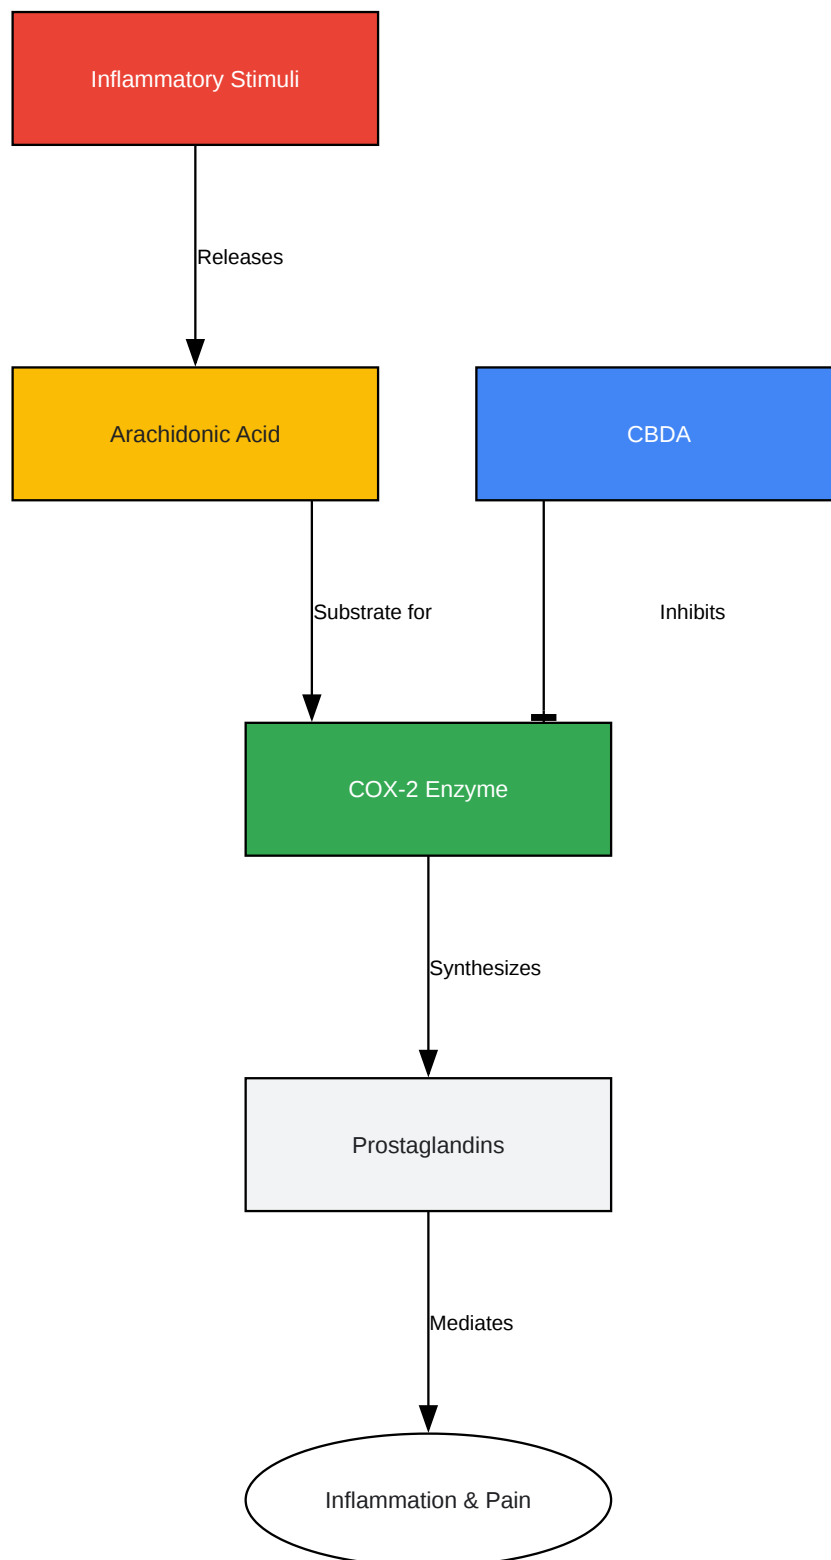 Inflammatory Stimuli
Releases
Arachidonic Acid
CBDA
Substrate for
Inhibits
COX-2 Enzyme
Synthesizes
Prostaglandins
Mediates
Inflammation & Pain